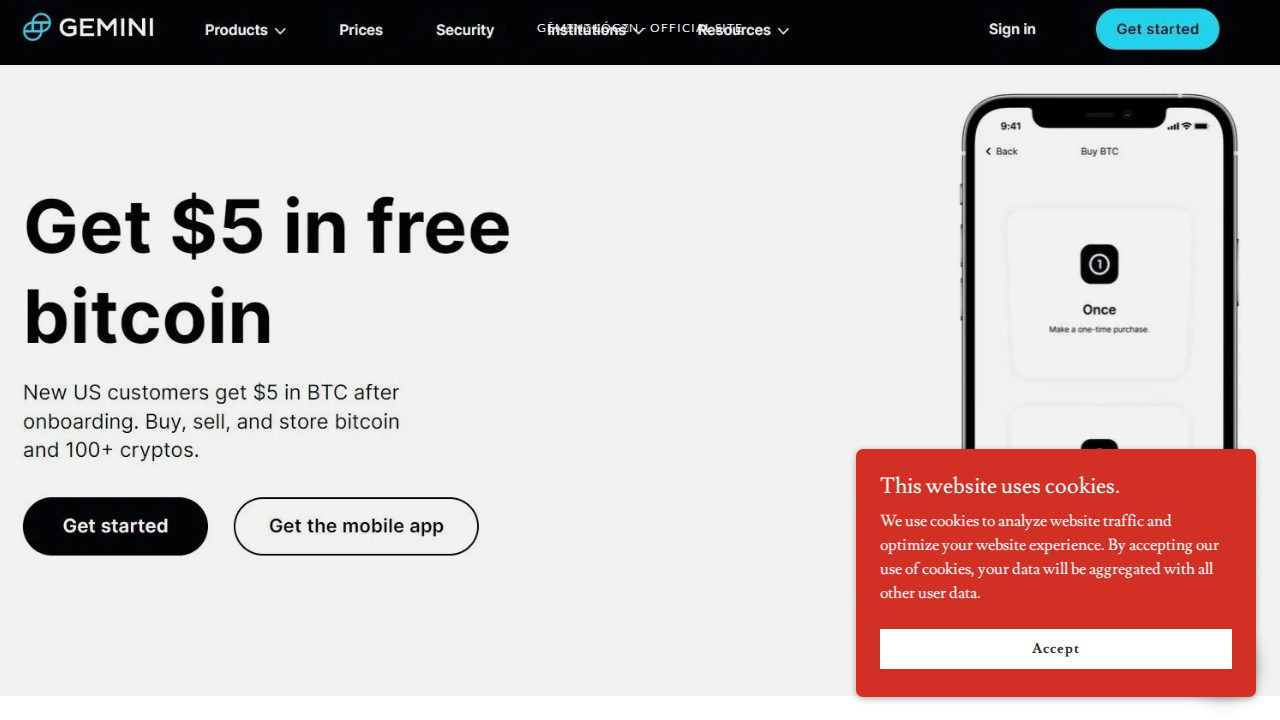 GEMINI
Products
Prices
Security
Institutions
Resources
Sign in
Get started
Get $5 in free
bitcoin
New US customers get $5 in BTC after
onboarding. Buy, sell, and store bitcoin
and 100+ cryptos.
Get started
Get the mobile app
9:41
Back
Buy BTC
Once
Make a one-time purchase.
This website uses cookies.
We use cookies to analyze website traffic and
optimize your website experience. By accepting our
use of cookies, your data will be aggregated with all
other user data.
Accept